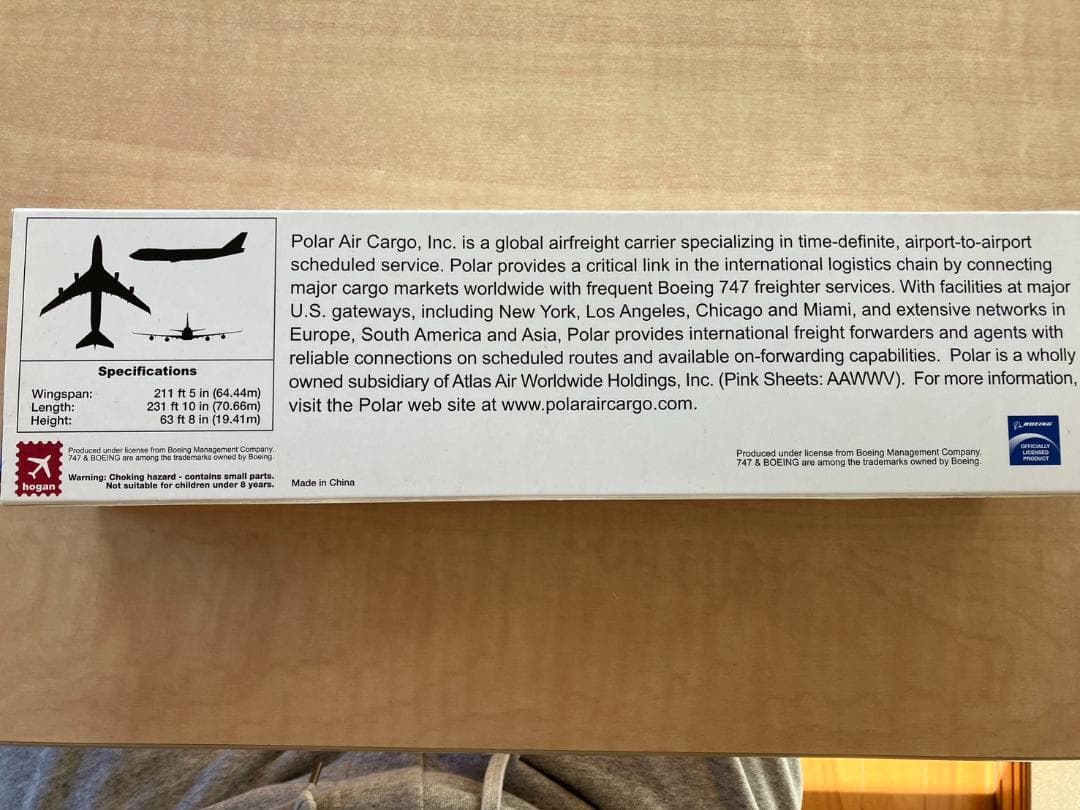 Polar Air Cargo, Inc. is a global airfreight carrier specializing in time-definite, airport-to-airport
scheduled service. Polar provides a critical link in the international logistics chain by connecting
major cargo markets worldwide with frequent Boeing 747 freighter services. With facilities at major
U.S. gateways, including New York, Los Angeles, Chicago and Miami, and extensive networks in
Europe, South America and Asia, Polar provides international freight forwarders and agents with
reliable connections on scheduled routes and available on-forwarding capabilities. Polar is a wholly
owned subsidiary of Atlas Air Worldwide Holdings, Inc. (Pink Sheets: AAWWV). For more information,
visit the Polar web site at www.polaraircargo.com.
Specifications
Wingspan: 211 ft 5 in (64.44m)
Length: 231 ft 10 in (70.66m)
Height: 63 ft 8 in (19.41m)
hogan
Produced under license from Boeing Management Company.
747 & BOEING are among the trademarks owned by Boeing.
Warning: Choking hazard - contains small parts.
Not suitable for children under 8 years.
Made in China
Produced under license from Boeing Management Company.
747 & BOEING are among the trademarks owned by Boeing.
BOEING
OFFICIALLY
LICENSED
PRODUCT